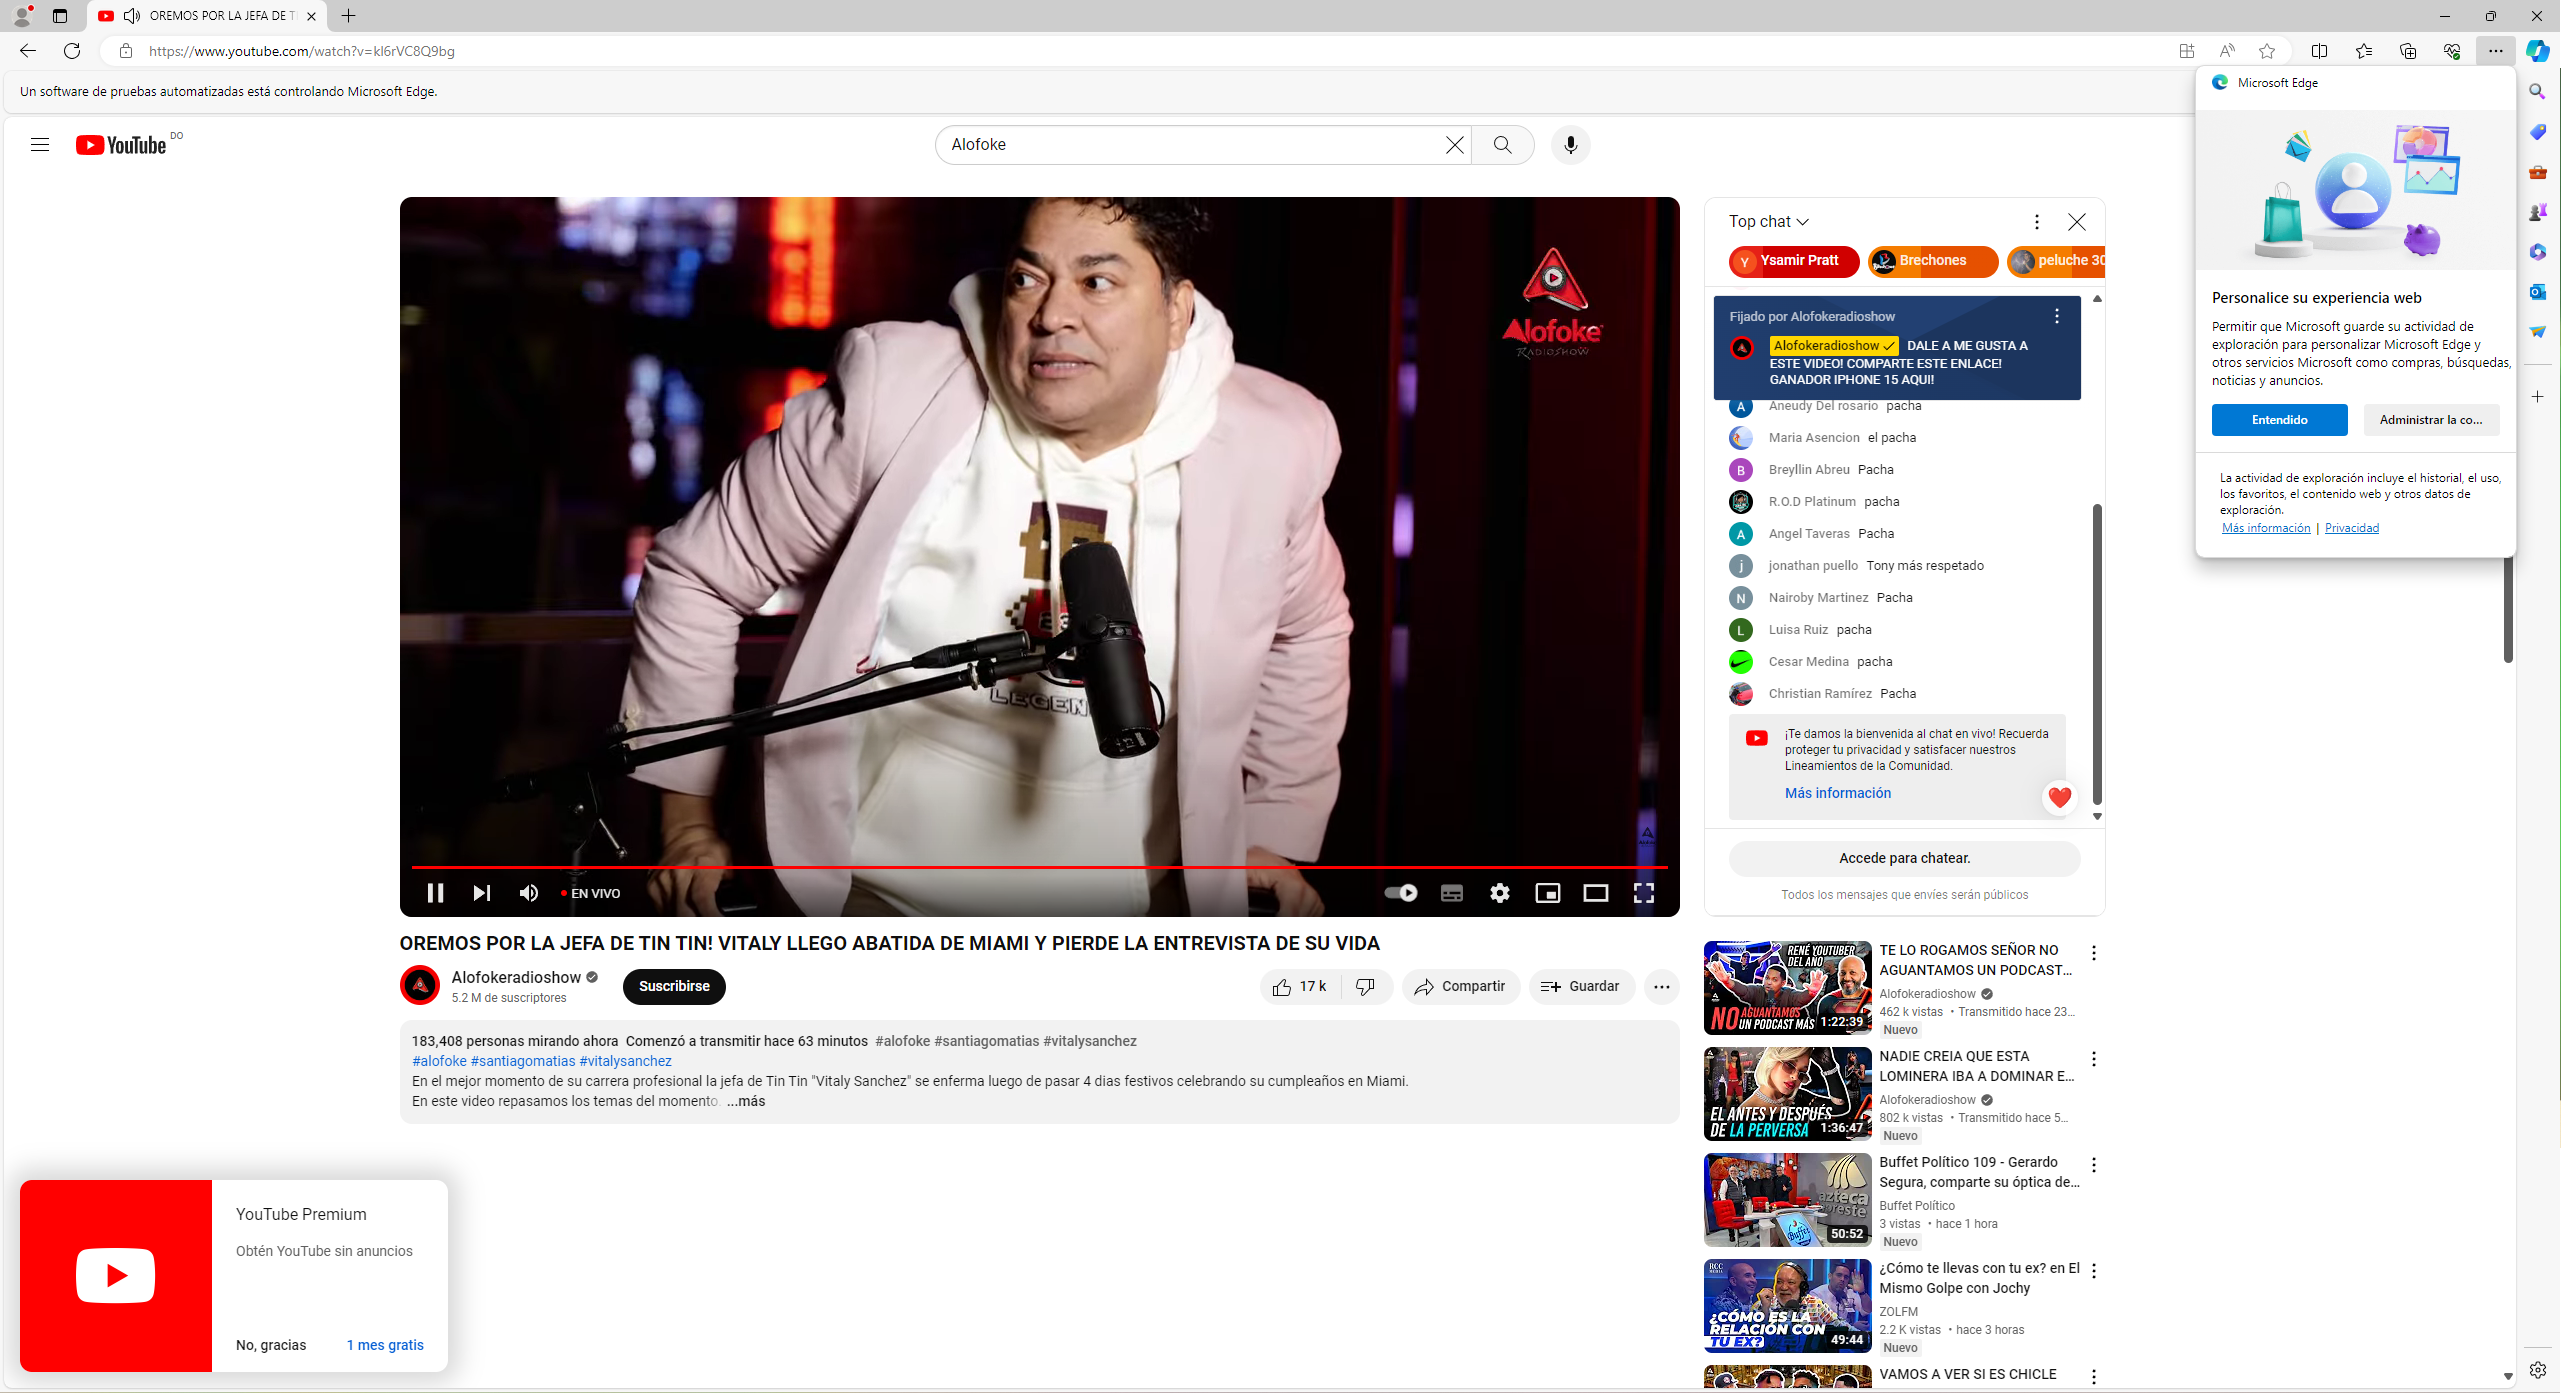 OREMOS POR LA JEFA DE T
https://www.youtube.com/watch?v=kI6rVC8Q9bg
Un software de pruebas automatizadas está controlando Microsoft Edge.
YouTube DO
Alofoke
Alofoke
RADIOSHOW
LEGEN
EN VIVO
OREMOS POR LA JEFA DE TIN TIN! VITALY LLEGO ABATIDA DE MIAMI Y PIERDE LA ENTREVISTA DE SU VIDA
Alofokeradioshow
5.2 M de suscriptores
Suscribirse
17 k
Compartir
Guardar
183,408 personas mirando ahora Comenzó a transmitir hace 63 minutos #alofoke #santiagomatias #vitalysanchez
#alofoke #santiagomatias #vitalysanchez
En el mejor momento de su carrera profesional la jefa de Tin Tin "Vitaly Sanchez" se enferma luego de pasar 4 dias festivos celebrando su cumpleaños en Miami.
En este video repasamos los temas del momento. ...más
YouTube Premium
Obtén YouTube sin anuncios
No, gracias
1 mes gratis
Top chat
Y Ysamir Pratt
Brechones
peluche 30
Fijado por Alofokeradioshow
Alofokeradioshow DALE A ME GUSTA A
ESTE VIDEO! COMPARTE ESTE ENLACE!
GANADOR IPHONE 15 AQUI!
A Aneudy Del rosario pacha
Maria Asencion el pacha
B Breyllin Abreu Pacha
R.O.D Platinum pacha
A Angel Taveras Pacha
j jonathan puello Tony más respetado
N Nairoby Martinez Pacha
L Luisa Ruiz pacha
Cesar Medina pacha
Christian Ramírez Pacha
¡Te damos la bienvenida al chat en vivo! Recuerda
proteger tu privacidad y satisfacer nuestros
Lineamientos de la Comunidad.
Más información
Accede para chatear.
Todos los mensajes que envíes serán públicos
RENÉ YOUTUBER
DEL AÑO
NO AGUANTAMOS
UN PODCAST MÁS
1:22:39
TE LO ROGAMOS SEÑOR NO
AGUANTAMOS UN PODCAST...
Alofokeradioshow
462 k vistas • Transmitido hace 23...
Nuevo
EL ANTES Y DESPUÉS
DE LA PERVERSA
1:36:47
NADIE CREIA QUE ESTA
LOMINERA IBA A DOMINAR E...
Alofokeradioshow
802 k vistas • Transmitido hace 5...
Nuevo
azteca
Buffet
50:52
Buffet Político 109 - Gerardo
Segura, comparte su óptica de...
Buffet Político
3 vistas • hace 1 hora
Nuevo
RCC
MEDIA
¿CÓMO ES LA
RELACIÓN CON
TU EX?
49:44
¿Cómo te llevas con tu ex? en El
Mismo Golpe con Jochy
ZOLFM
2.2 K vistas • hace 3 horas
Nuevo
VAMOS A VER SI ES CHICLE
Microsoft Edge
Personalice su experiencia web
Permitir que Microsoft guarde su actividad de
exploración para personalizar Microsoft Edge y
otros servicios Microsoft como compras, búsquedas,
noticias y anuncios.
Entendido
Administrar la co...
La actividad de exploración incluye el historial, el uso,
los favoritos, el contenido web y otros datos de
exploración.
Más información | Privacidad